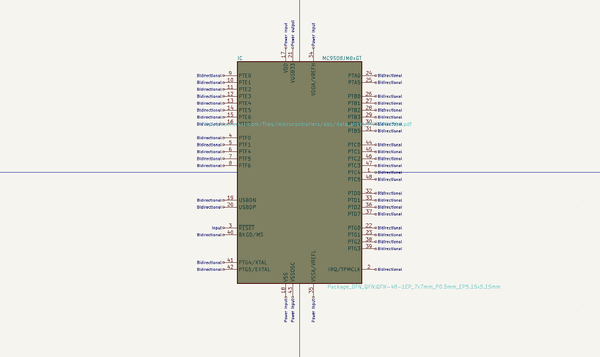 Power input
Power output
Power input
17
21
34
IC
MC9S08JM8xGT
VDD
VUSB33
VDDA/VREFH
Bidirectional 9 PTE0
Bidirectional 10 PTE1
Bidirectional 11 PTE2
Bidirectional 12 PTE3
Bidirectional 13 PTE4
Bidirectional 14 PTE5
Bidirectional 15 PTE6
Bidirectional 16
Bidirectional 4 PTF0
Bidirectional 5 PTF1
Bidirectional 6 PTF4
Bidirectional 7 PTF5
Bidirectional 8 PTF6
Bidirectional 19 USBDN
Bidirectional 20 USBDP
Input 3 RESET
Bidirectional 40 BKGD/MS
Bidirectional 41 PTG4/XTAL
Bidirectional 42 PTG5/EXTAL
PTA0 24 Bidirectional
PTA5 25 Bidirectional
PTB0 26 Bidirectional
PTB1 27 Bidirectional
PTB2 28 Bidirectional
PTB3 29 Bidirectional
30 Bidirectional
PTB5 31
PTC0 44 Bidirectional
PTC1 45 Bidirectional
PTC2 46 Bidirectional
PTC3 47 Bidirectional
PTC4 1 Bidirectional
PTC5 48 Bidirectional
PTD0 32 Bidirectional
PTD1 33 Bidirectional
PTD2 36 Bidirectional
PTD7 37 Bidirectional
PTG0 22 Bidirectional
PTG1 23 Bidirectional
PTG2 38 Bidirectional
PTG3 39 Bidirectional
IRQ/TPMCLK 2 Bidirectional
VSS
VSSOSC
VSSA/VREFL
18
43
35
Package_DFN_QFN:QFN-48-1EP_7x7mm_P0.5mm_EP5.15x5.15mm
Power input
Power input
Power input